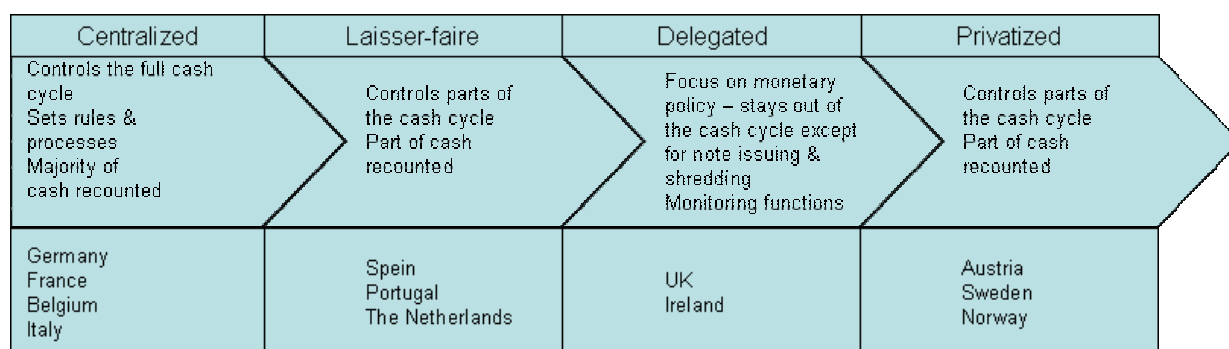 Centralized
Laisser-faire
Delegated
Privatized
Controls the full cash
cycle
Sets rules &
processes
Majority of
cash recounted
Controls parts of
the cash cycle
Part of cash
recounted
Focus on monetary
policy – stays out of
the cash cycle except
for note issuing &
shredding
Monitoring functions
Controls parts of
the cash cycle
Part of cash
recounted
Germany
France
Belgium
Italy
Spein
Portugal
The Netherlands
UK
Ireland
Austria
Sweden
Norway